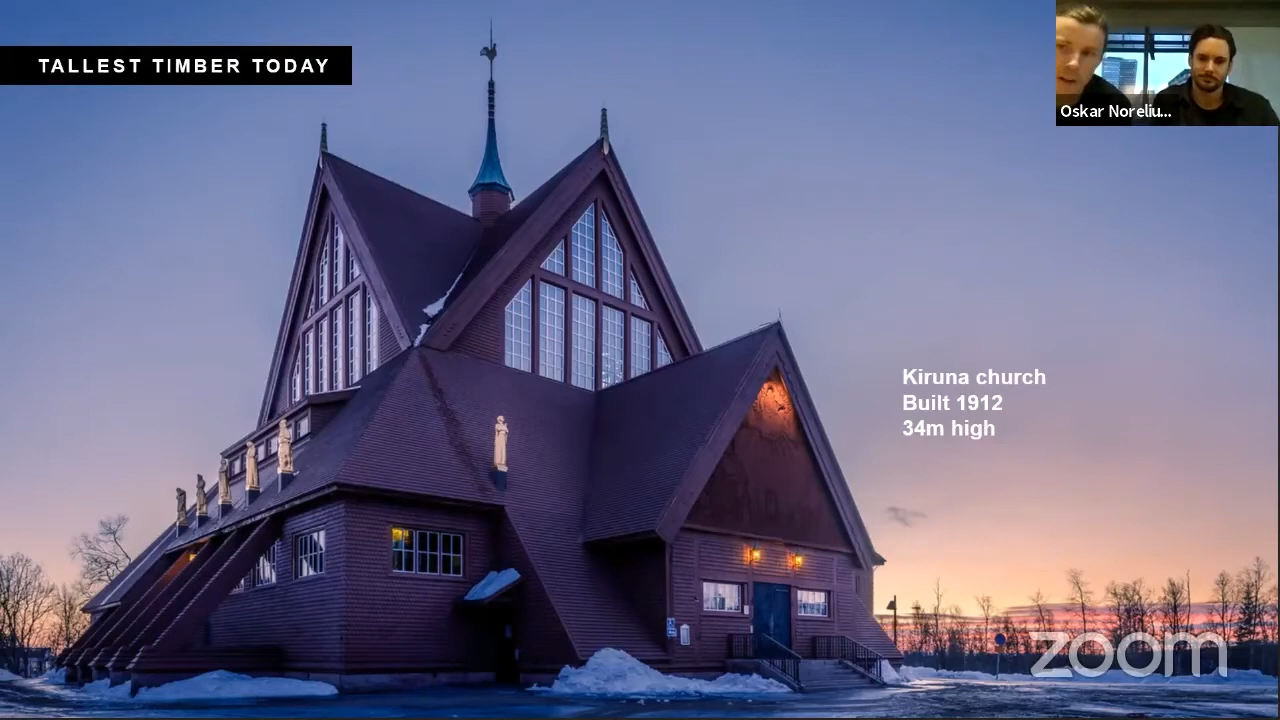 TALLEST TIMBER TODAY
Oskar Noreliu...
Kiruna church
Built 1912
34m high
zoom